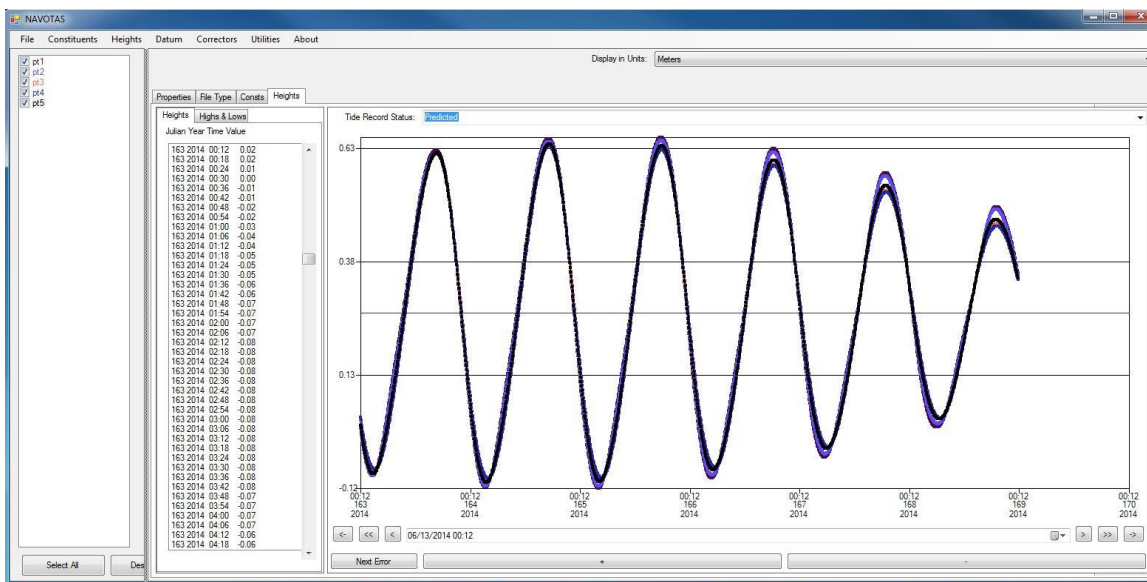 NAVOTAS
File Constituents Heights Datum Correctors Utilities About
pt1
pt2
pt3
pt4
pt5
Display in Units: Meters
Properties File Type Consts Heights
Heights Highs & Lows
Julian Year Time Value
163 2014 00:12 0.02
163 2014 00:18 0.02
163 2014 00:24 0.01
163 2014 00:30 0.00
163 2014 00:36 -0.01
163 2014 00:42 -0.01
163 2014 00:48 -0.02
163 2014 00:54 -0.02
163 2014 01:00 -0.03
163 2014 01:06 -0.04
163 2014 01:12 -0.04
163 2014 01:18 -0.05
163 2014 01:24 -0.05
163 2014 01:30 -0.05
163 2014 01:36 -0.06
163 2014 01:42 -0.06
163 2014 01:48 -0.07
163 2014 01:54 -0.07
163 2014 02:00 -0.07
163 2014 02:06 -0.07
163 2014 02:12 -0.08
163 2014 02:18 -0.08
163 2014 02:24 -0.08
163 2014 02:30 -0.08
163 2014 02:36 -0.08
163 2014 02:42 -0.08
163 2014 02:48 -0.08
163 2014 02:54 -0.08
163 2014 03:00 -0.08
163 2014 03:06 -0.08
163 2014 03:12 -0.08
163 2014 03:18 -0.08
163 2014 03:24 -0.08
163 2014 03:30 -0.08
163 2014 03:36 -0.08
163 2014 03:42 -0.08
163 2014 03:48 -0.07
163 2014 03:54 -0.07
163 2014 04:00 -0.07
163 2014 04:06 -0.07
163 2014 04:12 -0.06
163 2014 04:18 -0.06
Tide Record Status: Predicted
0.63
0.38
0.13
-0.12
00:12 00:12 00:12 00:12 00:12 00:12 00:12 00:12
163 164 165 166 167 168 169 170
2014 2014 2014 2014 2014 2014 2014 2014
<- << < 06/13/2014 00:12 > >> ->
Next Error + -
Select All Des